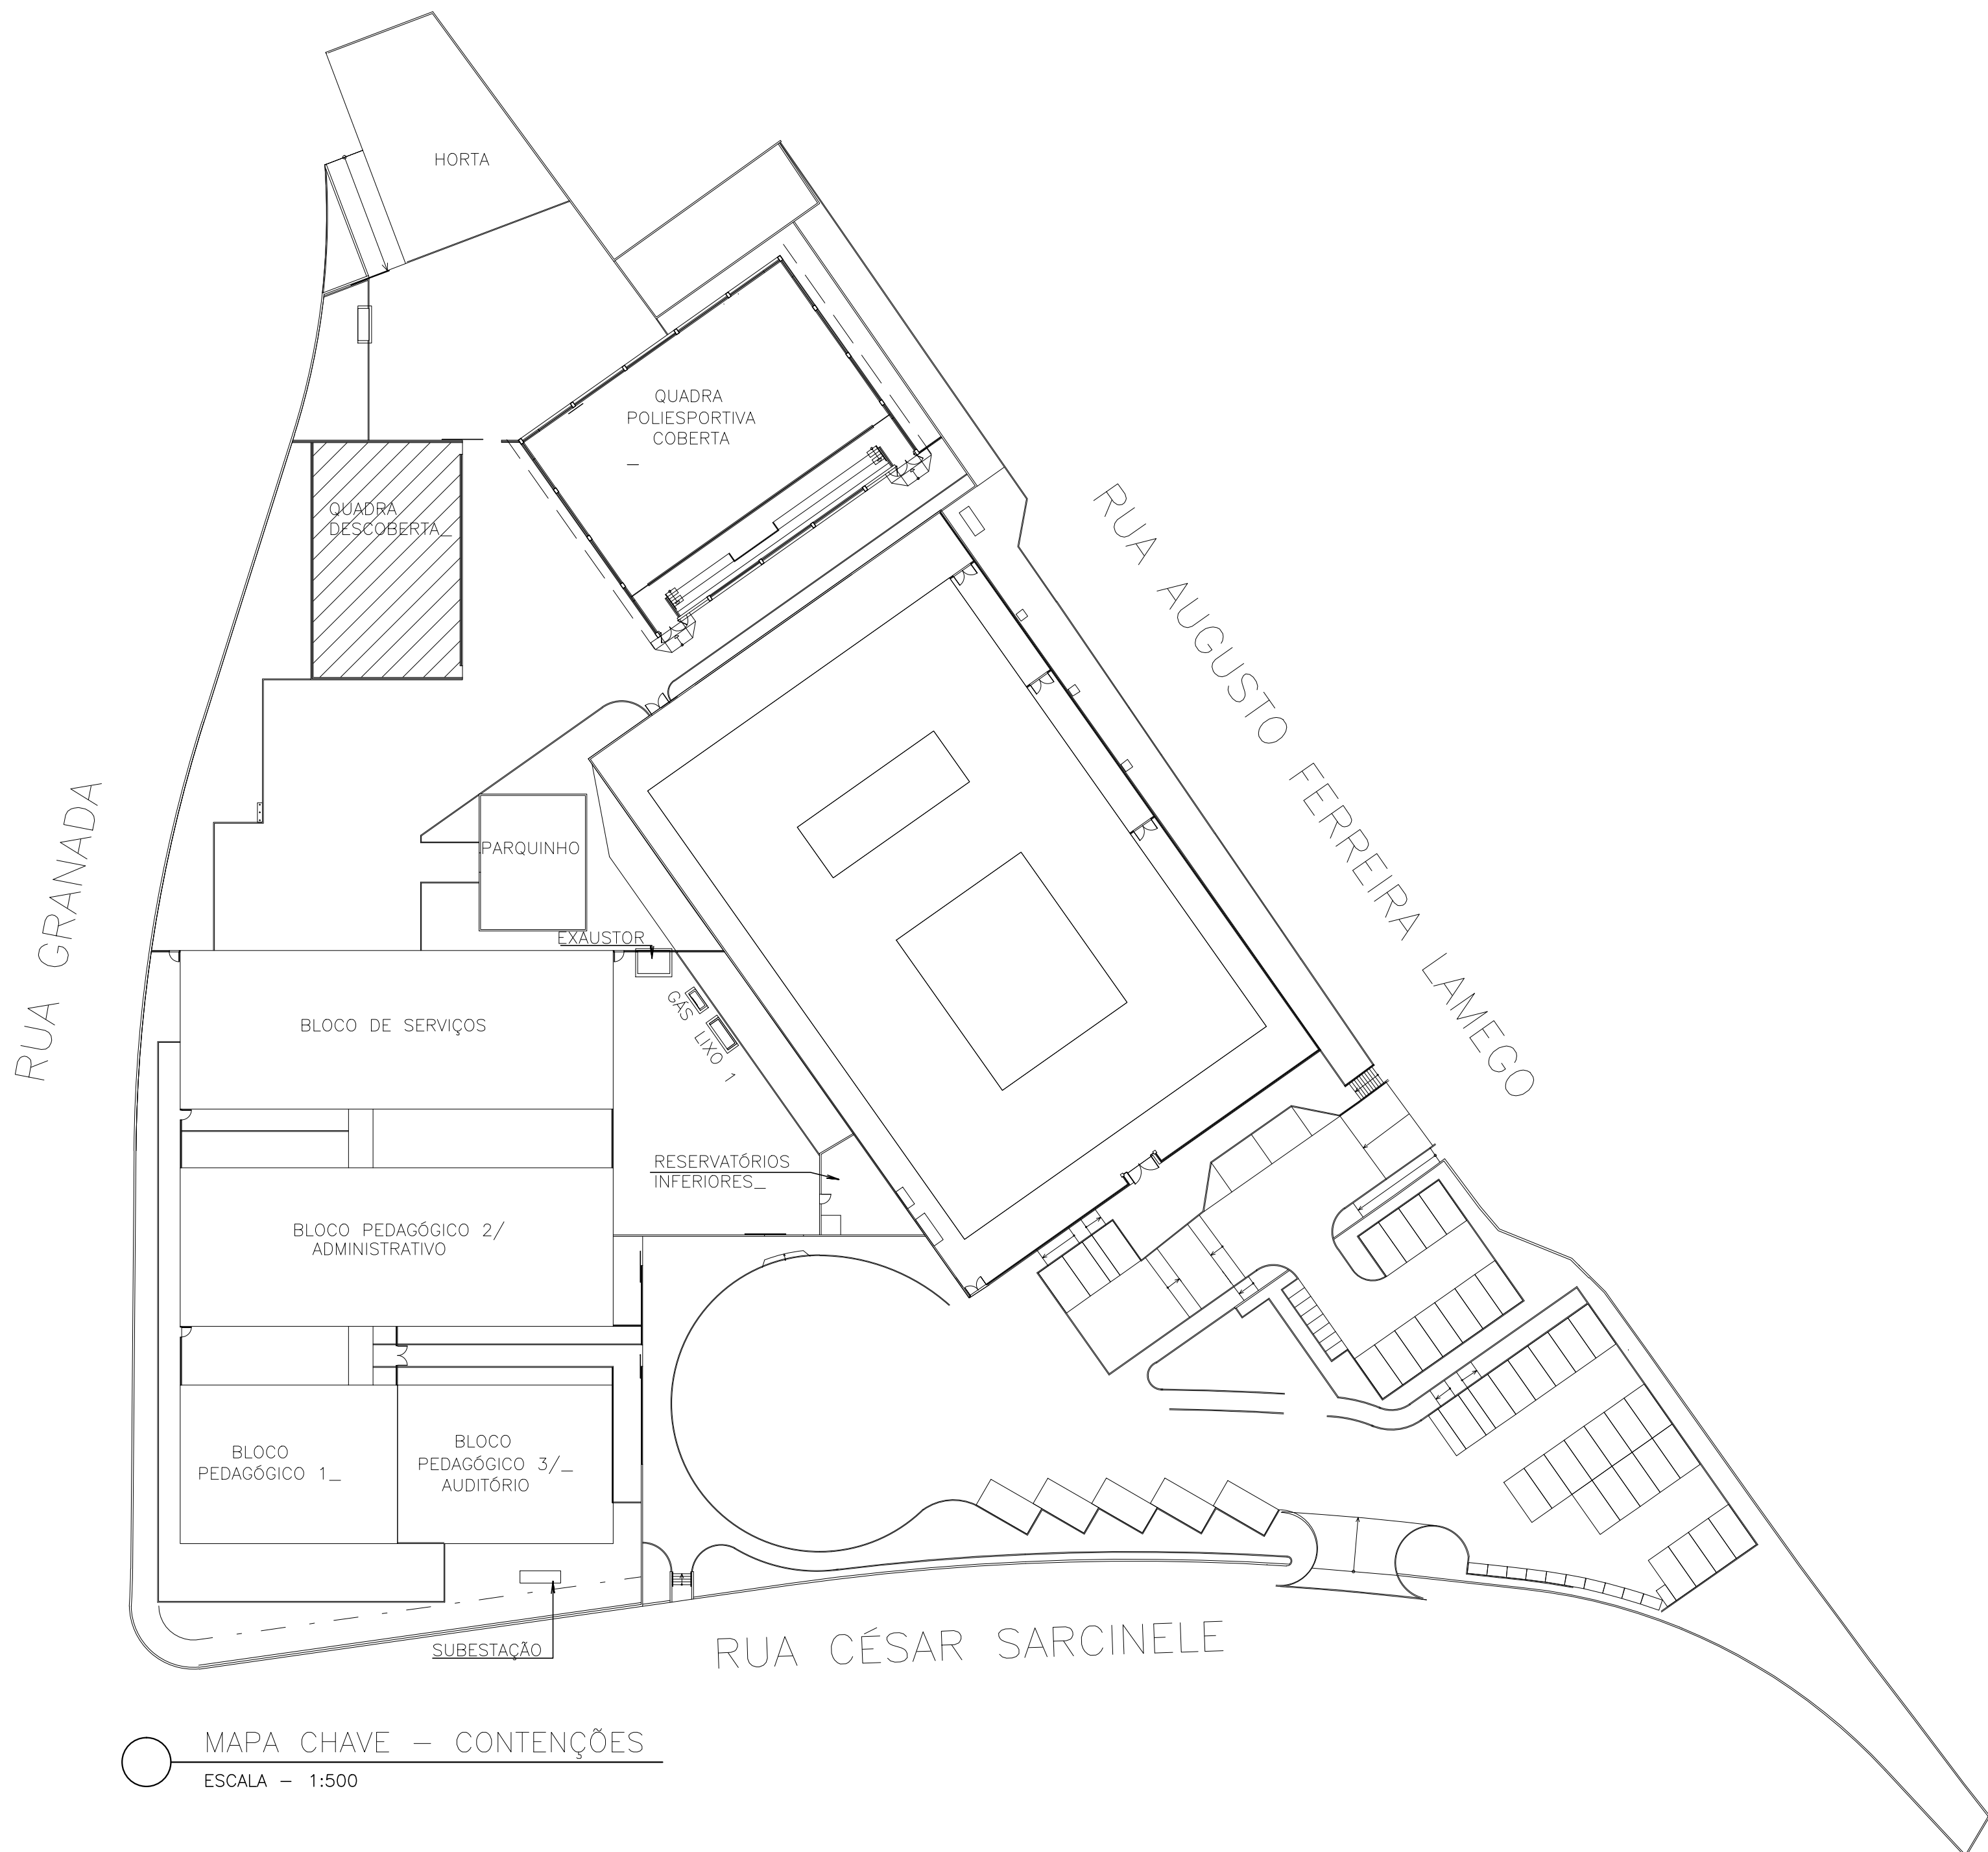 HORTA
QUADRA
POLIESPORTIVA
COBERTA
_
QUADRA
DESCOBERTA_
RUA AUGUSTO FERREIRA LAMEGO
RUA GRANADA
PARQUINHO
EXAUSTOR
GÁS LIXO 1
BLOCO DE SERVIÇOS
RESERVATÓRIOS
INFERIORES_
BLOCO PEDAGÓGICO 2/
ADMINISTRATIVO
BLOCO
PEDAGÓGICO 1_
BLOCO
PEDAGÓGICO 3/_
AUDITÓRIO
SUBESTAÇÃO
RUA CÉSAR SARCINELE
MAPA CHAVE – CONTENÇÕES
ESCALA – 1:500